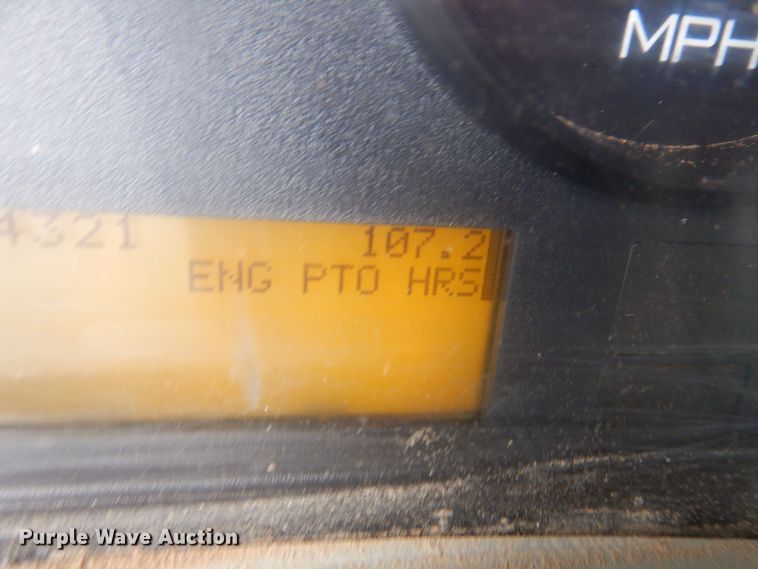 MPH
4321 107.2
ENG PTO HRS
Purple Wave Auction